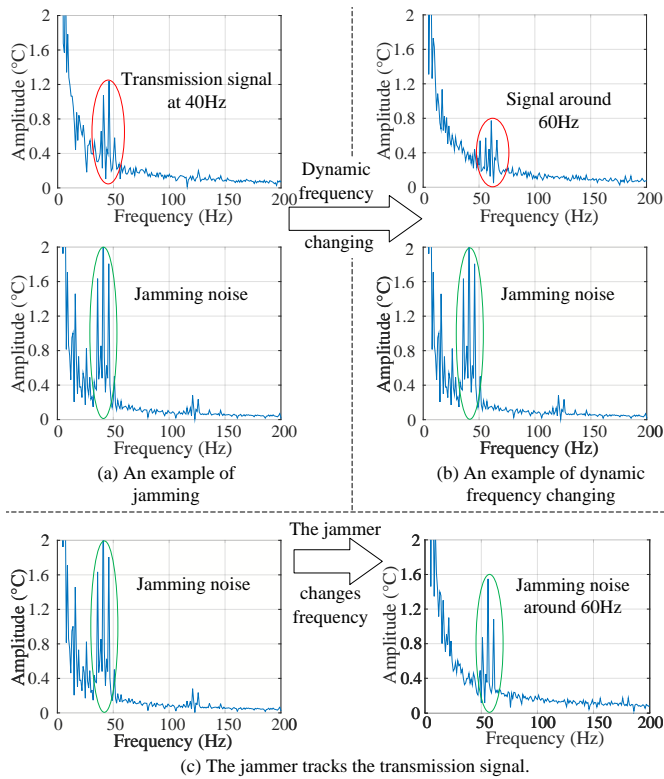 2
1.6
1.2
0.8
0.4
0
0
50
100
150
200
Amplitude (°C)
Frequency (Hz)
Transmission signal
at 40Hz
Dynamic
frequency
changing
2
1.6
1.2
0.8
0.4
0
0
50
100
150
200
Amplitude (°C)
Frequency (Hz)
Signal around
60Hz
2
1.6
1.2
0.8
0.4
0
0
50
100
150
200
Amplitude (°C)
Frequency (Hz)
Jamming noise
(a) An example of
jamming
2
1.6
1.2
0.8
0.4
0
0
50
100
150
200
Amplitude (°C)
Frequency (Hz)
Jamming noise
(b) An example of dynamic
frequency changing
2
1.6
1.2
0.8
0.4
0
0
50
100
150
200
Amplitude (°C)
Frequency (Hz)
Jamming noise
The jammer
changes
frequency
2
1.6
1.2
0.8
0.4
0
0
50
100
150
200
Amplitude (°C)
Frequency (Hz)
Jamming noise
around 60Hz
(c) The jammer tracks the transmission signal.